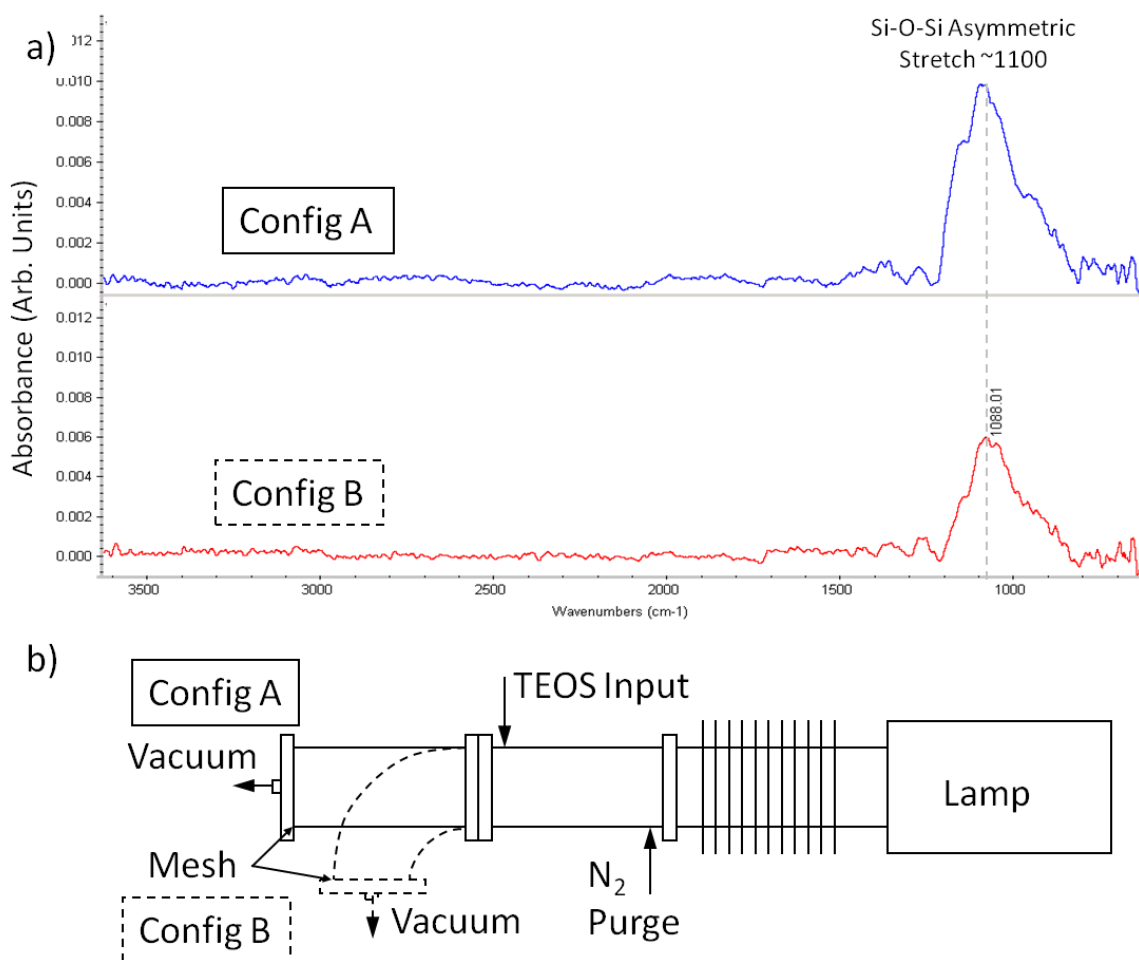 a)
Si-O-Si Asymmetric
Stretch ~1100
Absorbance (Arb. Units)
.012
0.010
0.008
0.006
0.004
0.002
0.000
Config A
0.012
0.010
0.008
0.006
0.004
0.002
0.000
Config B
1088.01
3500 3000 2500 2000 1500 1000
Wavenumbers (cm-1)
b)
Config A
TEOS Input
Vacuum
Lamp
Mesh
N2
Purge
Config B
Vacuum